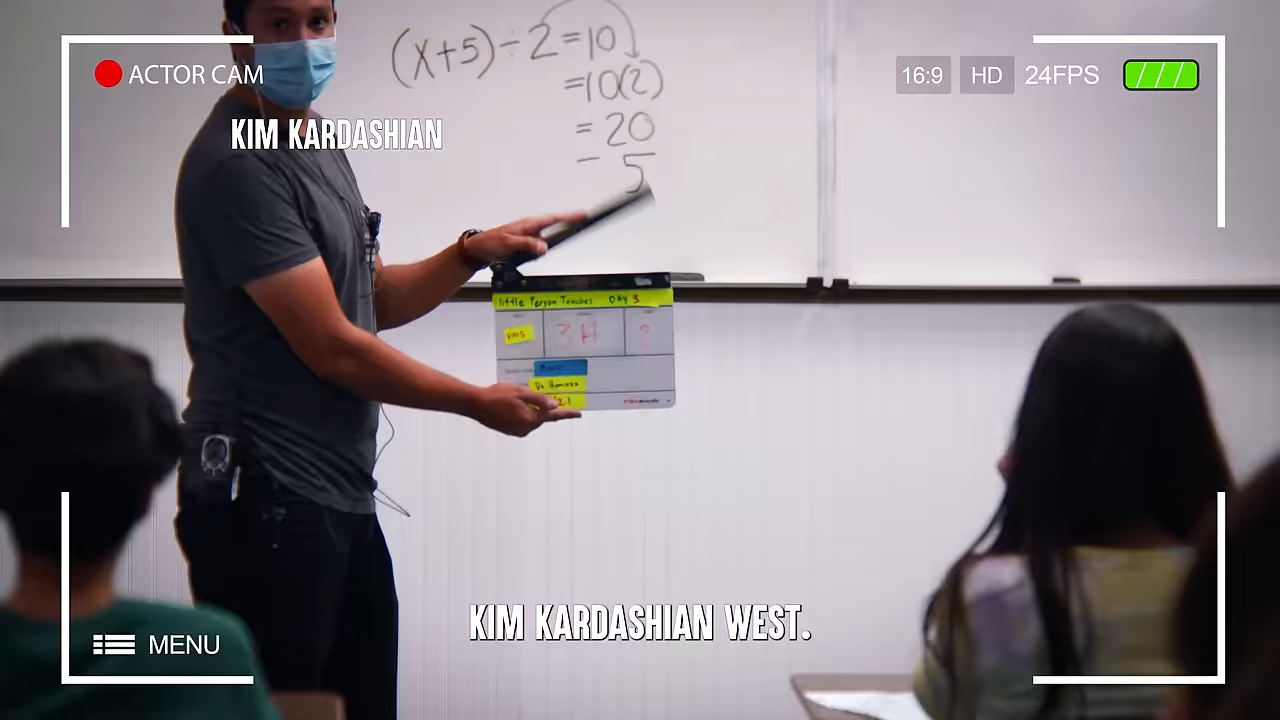 ACTOR CAM
16:9
HD
24FPS
KIM KARDASHIAN
(x+5)÷2=10
=10(2)
=20
- 5
little Person Teaches DAY 3
3H
?
KIM KARDASHIAN WEST.
MENU